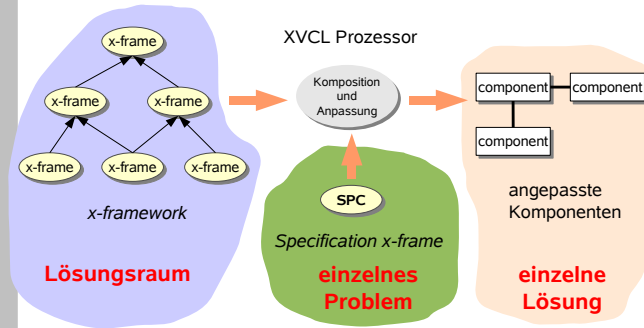 x-frame
x-frame
x-frame
x-frame
x-frame
x-frame
x-framework
Lösungsraum
XVCL Prozessor
Komposition
und
Anpassung
SPC
Specification x-frame
einzelnes
Problem
component
component
component
angepasste
Komponenten
einzelne
Lösung